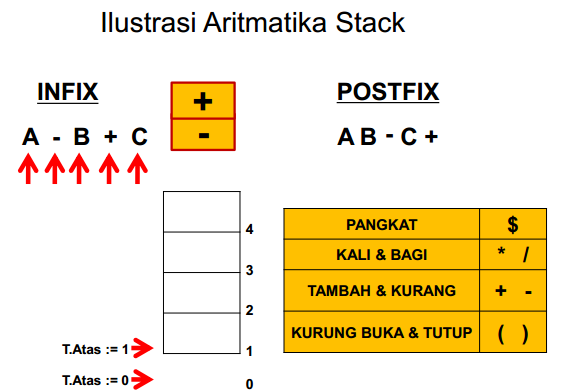 Ilustrasi Aritmatika Stack
INFIX
A - B + C
+
-
POSTFIX
A B - C +
4
3
2
1
0
T.Atas := 1
T.Atas := 0
PANGKAT $
KALI & BAGI * /
TAMBAH & KURANG + -
KURUNG BUKA & TUTUP ( )